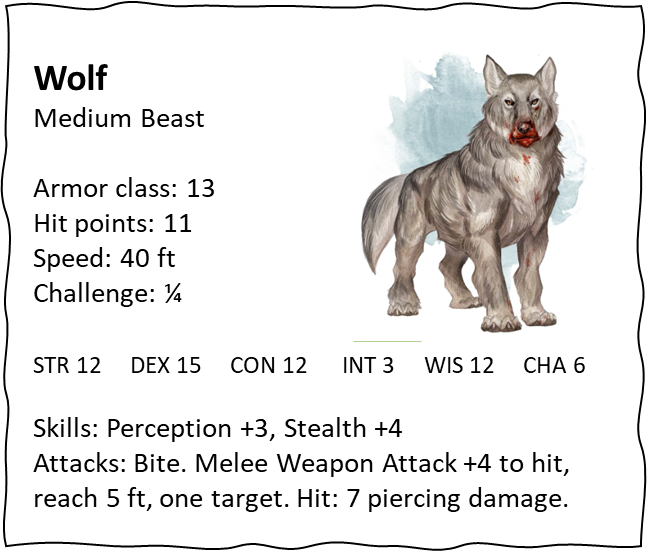 Wolf
Medium Beast
Armor class: 13
Hit points: 11
Speed: 40 ft
Challenge: ¼
STR 12 DEX 15 CON 12 INT 3 WIS 12 CHA 6
Skills: Perception +3, Stealth +4
Attacks: Bite. Melee Weapon Attack +4 to hit,
reach 5 ft, one target. Hit: 7 piercing damage.